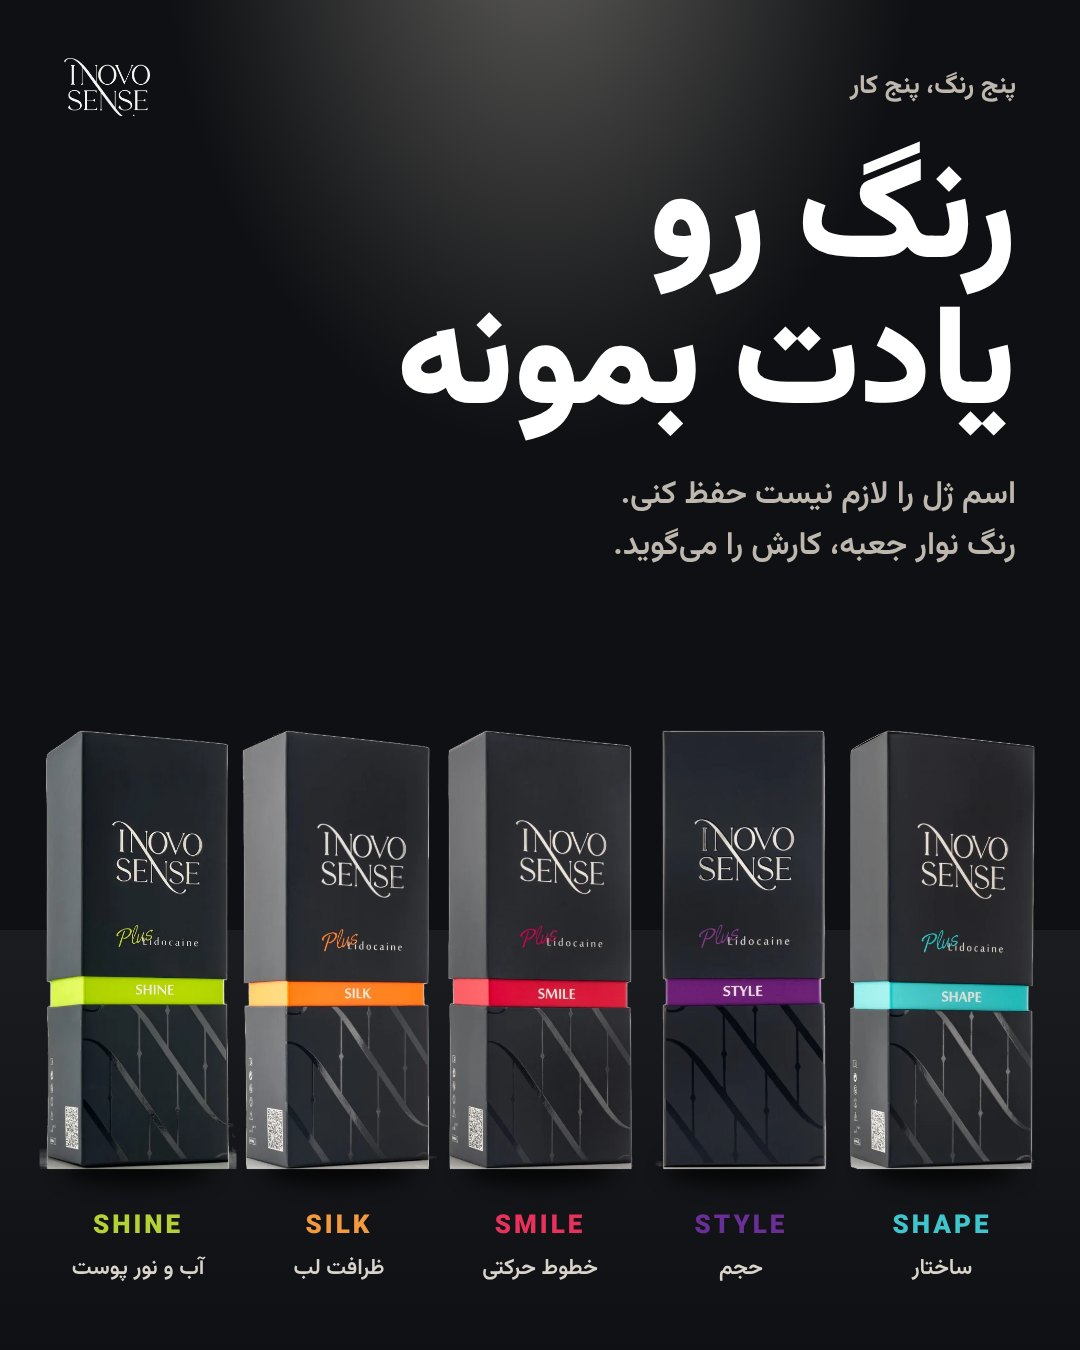 INOVO
SENSE
پنج رنگ، پنج کار
رنگ رو
یادت بمونه
اسم ژل را لازم نیست حفظ کنی.
رنگ نوار جعبه، کارش را می‌گوید.
INOVO
SENSE
Plus Lidocaine
SHINE
INOVO
SENSE
Plus Lidocaine
SILK
INOVO
SENSE
Plus Lidocaine
SMILE
INOVO
SENSE
Plus Lidocaine
STYLE
INOVO
SENSE
Plus Lidocaine
SHAPE
SHINE
آب و نور پوست
SILK
ظرافت لب
SMILE
خطوط حرکتی
STYLE
حجم
SHAPE
ساختار